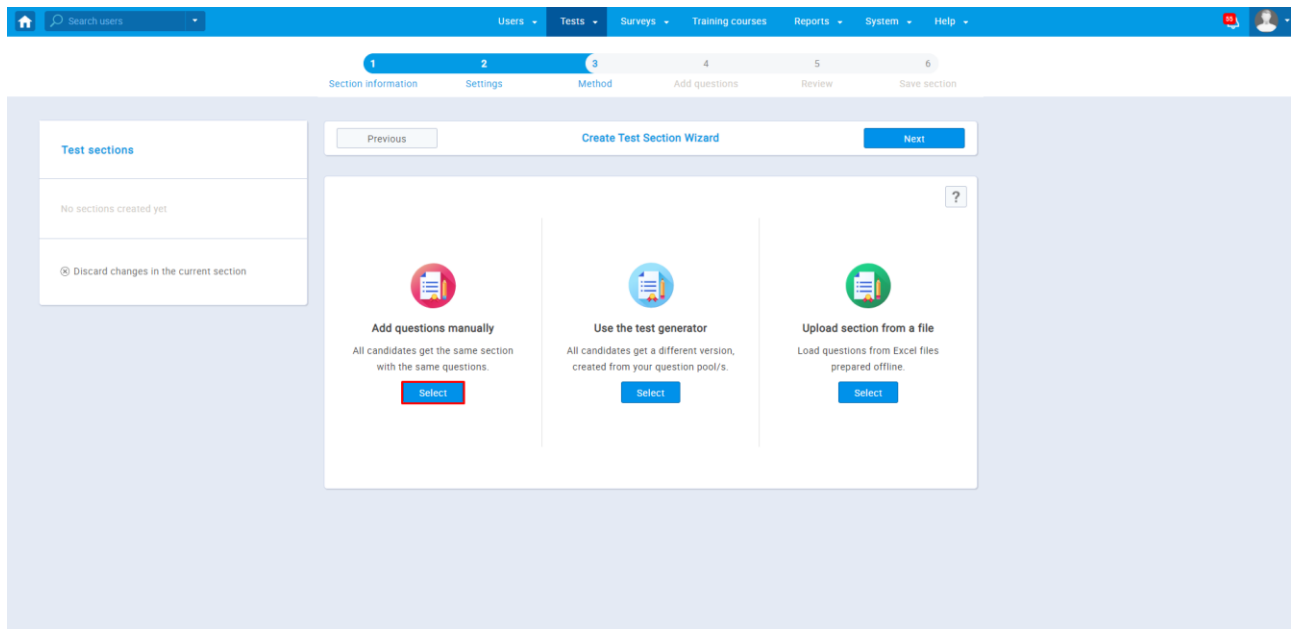 Search users
Users
Tests
Surveys
Training courses
Reports
System
Help
1
2
3
4
5
6
Section information
Settings
Method
Add questions
Review
Save section
Test sections
No sections created yet
Discard changes in the current section
Previous
Create Test Section Wizard
Next
?
Add questions manually
All candidates get the same section
with the same questions.
Select
Use the test generator
All candidates get a different version,
created from your question pool/s.
Select
Upload section from a file
Load questions from Excel files
prepared offline.
Select